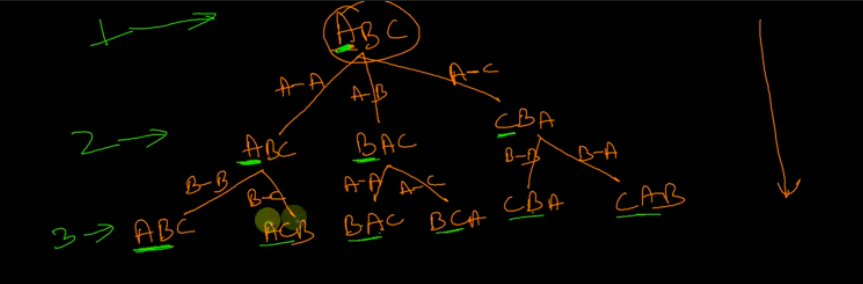 1 ABC
A-A A-B A-C
2 ABC BAC CBA
B-B B-C A-A A-C B-B B-A
3 ABC ACB BAC BCA CBA CAB